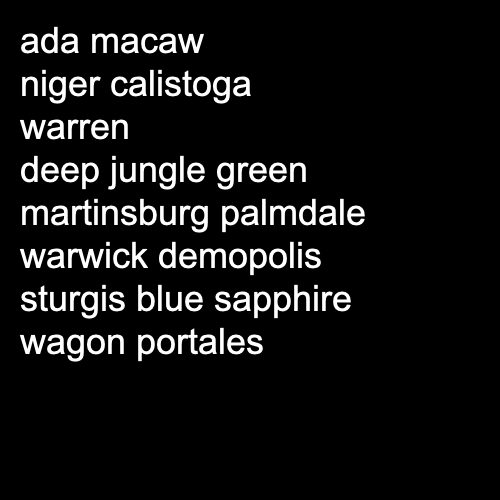 ada macaw
niger calistoga
warren
deep jungle green
martinsburg palmdale
warwick demopolis
sturgis blue sapphire
wagon portales